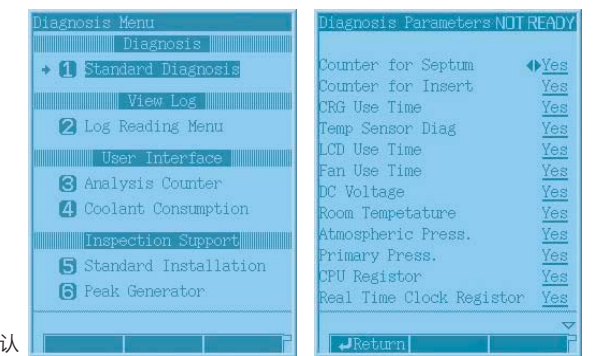 Diagnosis Menu
Diagnosis
1 Standard Diagnosis
View Log
2 Log Reading Menu
User Interface
3 Analysis Counter
4 Coolant Consumption
Inspection Support
5 Standard Installation
6 Peak Generator
认
Diagnosis Parameters NOT READY
Counter for Septum Yes
Counter for Insert Yes
CRG Use Time Yes
Temp Sensor Diag Yes
LCD Use Time Yes
Fan Use Time Yes
DC Voltage Yes
Room Tempetature Yes
Atmospheric Press. Yes
Primary Press. Yes
CPU Registor Yes
Real Time Clock Registor Yes
Return